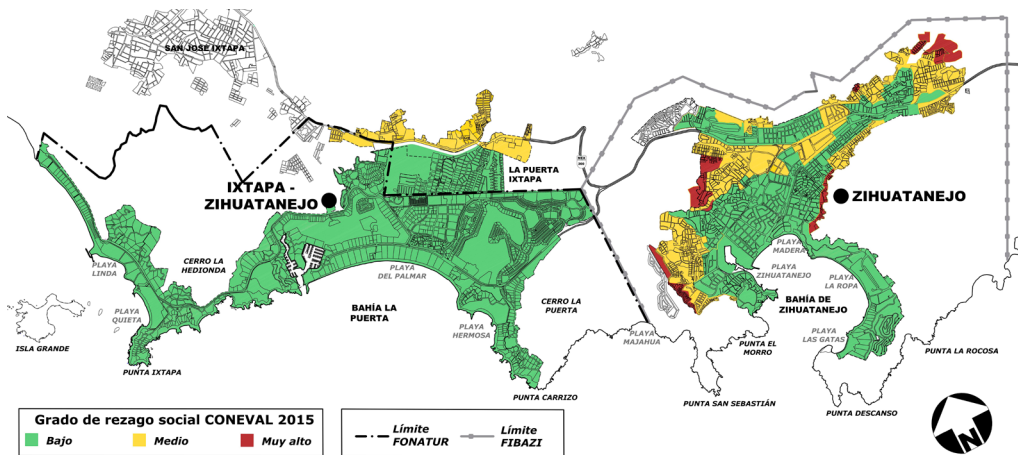 SAN JOSE IXTAPA
MEX
200
LA PUERTA
IXTAPA
IXTAPA -
ZIHUATANEJO
ZIHUATANEJO
PLAYA
LINDA
CERRO LA
HEDIONDA
PLAYA
DEL PALMAR
PLAYA
MADERA
PLAYA
ZIHUATANEJO
PLAYA
LA ROPA
BAHÍA LA
PUERTA
CERRO LA
PUERTA
BAHÍA DE
ZIHUATANEJO
PLAYA
QUIETA
PLAYA
HERMOSA
PLAYA
MAJAHUA
PLAYA
LAS GATAS
ISLA GRANDE
PUNTA IXTAPA
PUNTA EL
MORRO
PUNTA LA ROCOSA
PUNTA CARRIZO
PUNTA SAN SEBASTIÁN
PUNTA DESCANSO
Grado de rezago social CONEVAL 2015
Bajo
Medio
Muy alto
Límite
FONATUR
Límite
FIBAZI
N